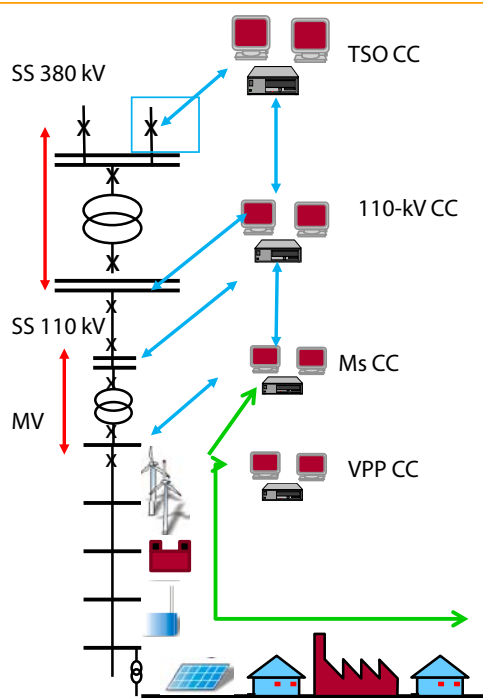 TSO CC
SS 380 kV
110-kV CC
SS 110 kV
Ms CC
MV
VPP CC